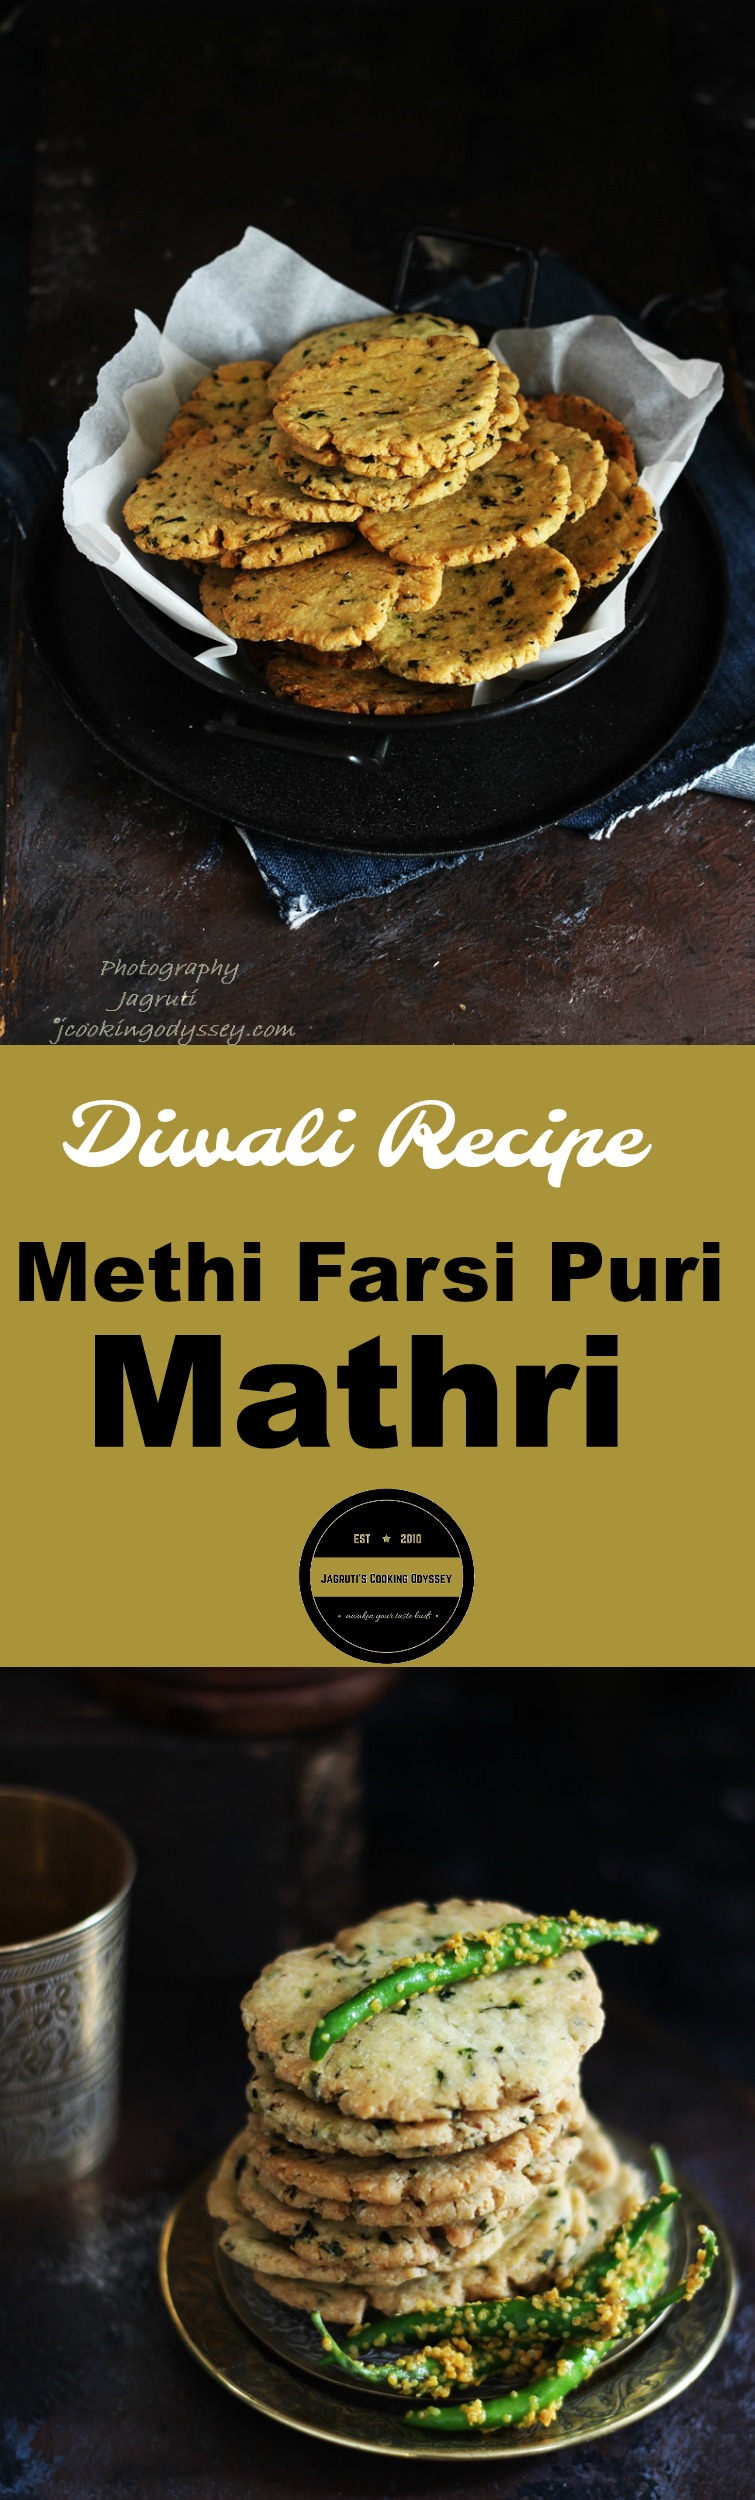 Photography
Jagruti
jcookingodyssey.com
Diwali Recipe
Methi Farsi Puri
Mathri
EST ★ 2010
JAGRUTI'S COOKING ODYSSEY
• awaken your taste buds •